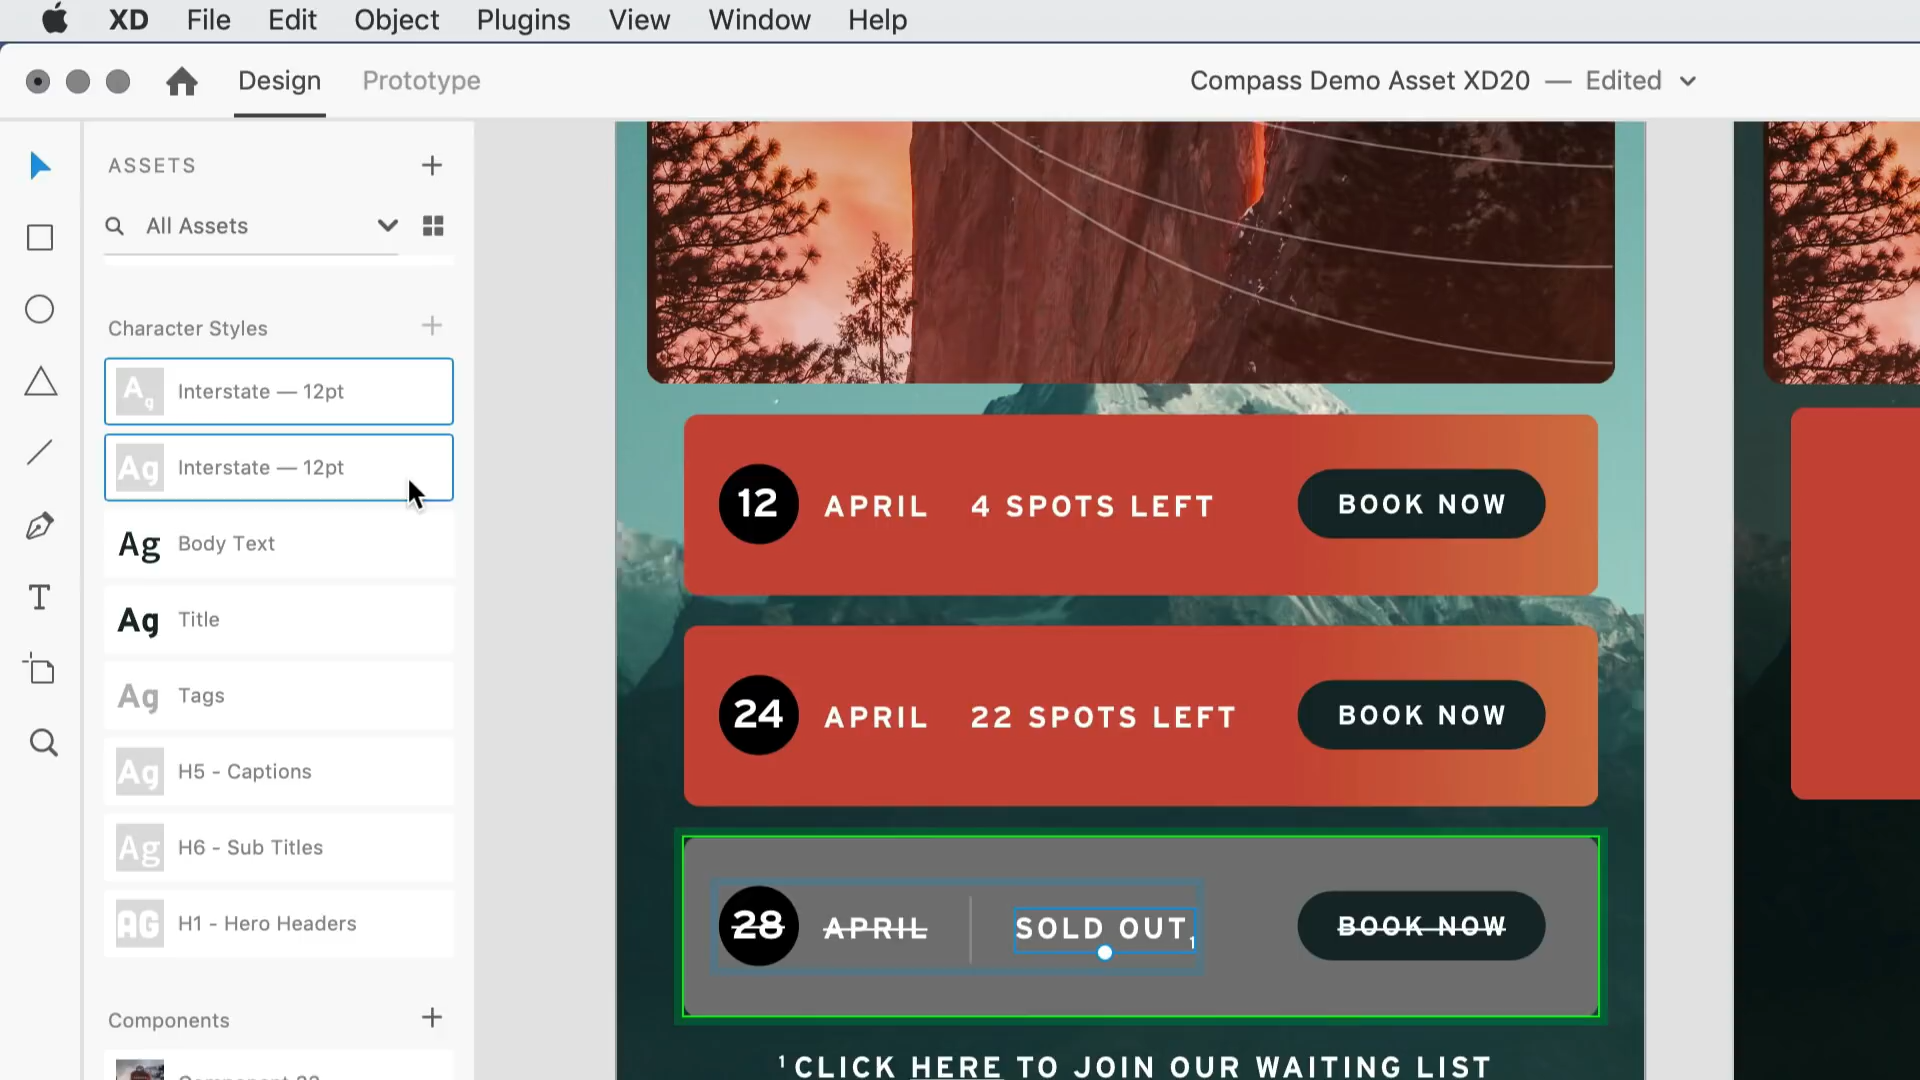 XD File Edit Object Plugins View Window Help
Design Prototype
Compass Demo Asset XD20 — Edited
ASSETS
All Assets
Character Styles
Ag Interstate — 12pt
Ag Interstate — 12pt
Ag Body Text
Ag Title
Ag Tags
Ag H5 - Captions
Ag H6 - Sub Titles
AG H1 - Hero Headers
Components
12 APRIL 4 SPOTS LEFT BOOK NOW
24 APRIL 22 SPOTS LEFT BOOK NOW
28 APRIL SOLD OUT1 BOOK NOW
1 CLICK HERE TO JOIN OUR WAITING LIST